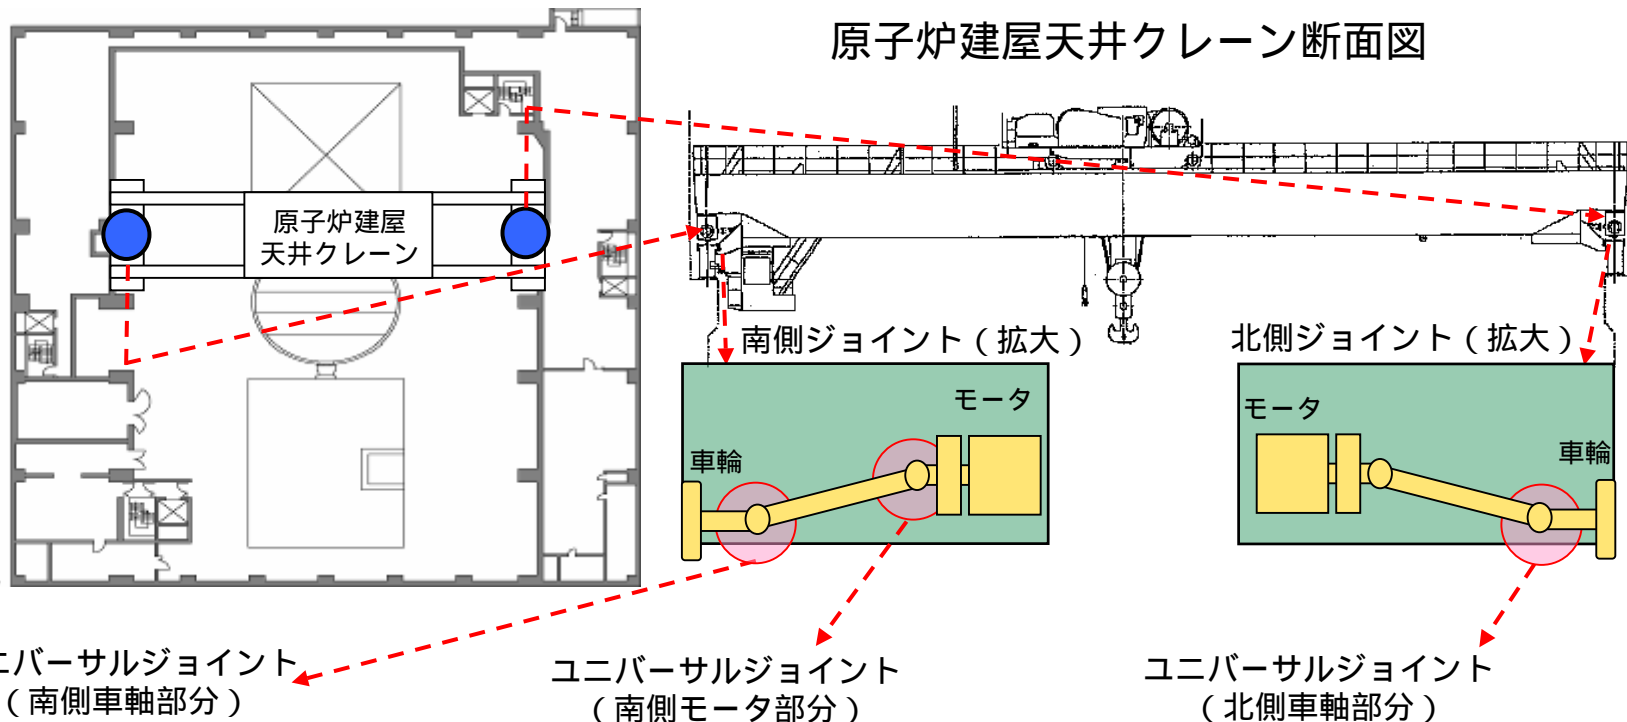 原子炉建屋天井クレーン断面図
原子炉建屋
天井クレーン
南側ジョイント（拡大）
北側ジョイント（拡大）
モータ
車輪
モータ
車輪
ニバーサルジョイント
（南側車軸部分）
ユニバーサルジョイント
（南側モータ部分）
ユニバーサルジョイント
（北側車軸部分）